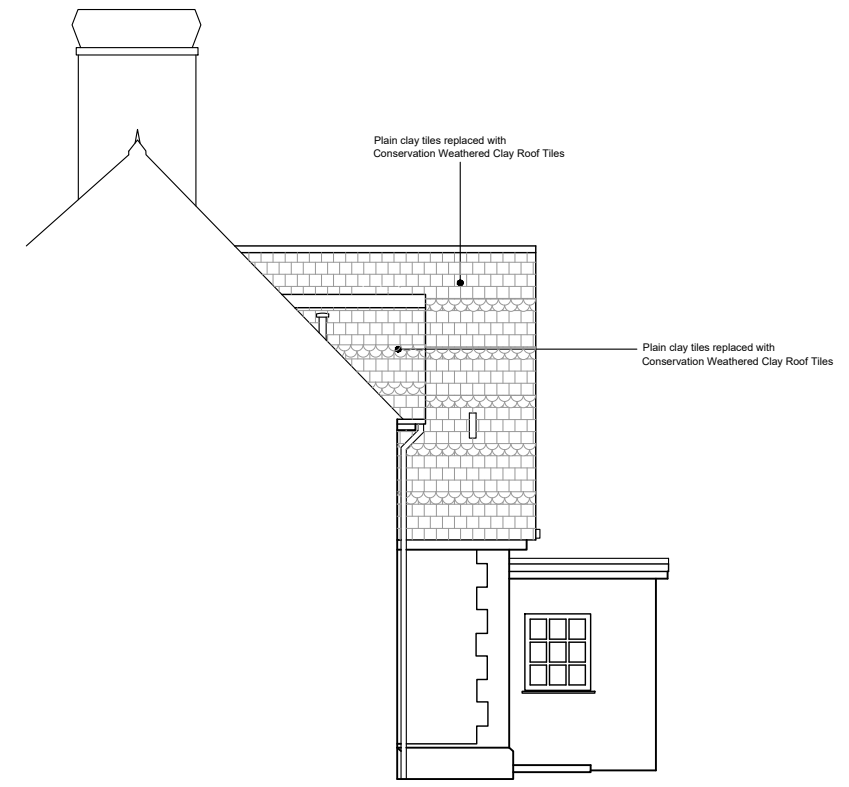 Plain clay tiles replaced with
Conservation Weathered Clay Roof Tiles
Plain clay tiles replaced with
Conservation Weathered Clay Roof Tiles